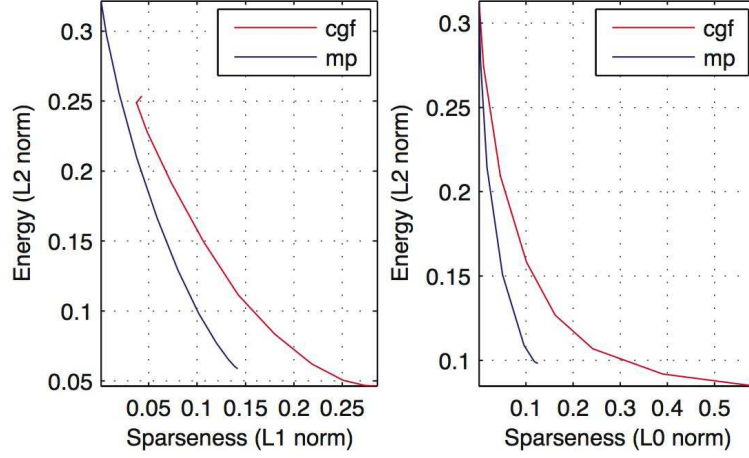 cgf
mp
0.3
0.25
0.2
0.15
0.1
0.05
Energy (L2 norm)
0.05 0.1 0.15 0.2 0.25
Sparseness (L1 norm)
cgf
mp
0.3
0.25
0.2
0.15
0.1
Energy (L2 norm)
0.1 0.2 0.3 0.4 0.5
Sparseness (L0 norm)